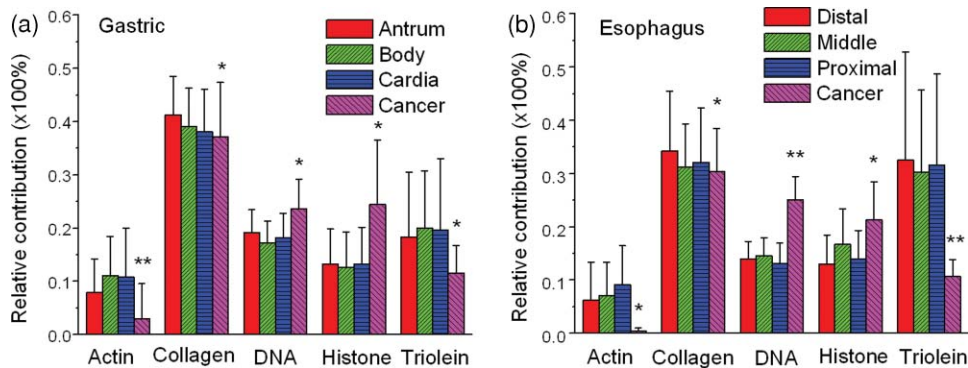 (a)
Gastric
Antrum
Body
Cardia
Cancer
Relative contribution (x100%)
0.6
0.5
0.4
0.3
0.2
0.1
0.0
**
*
*
*
*
Actin Collagen DNA Histone Triolein
(b)
Esophagus
Distal
Middle
Proximal
Cancer
Relative contribution (x100%)
0.6
0.5
0.4
0.3
0.2
0.1
0.0
*
*
**
*
**
Actin Collagen DNA Histone Triolein